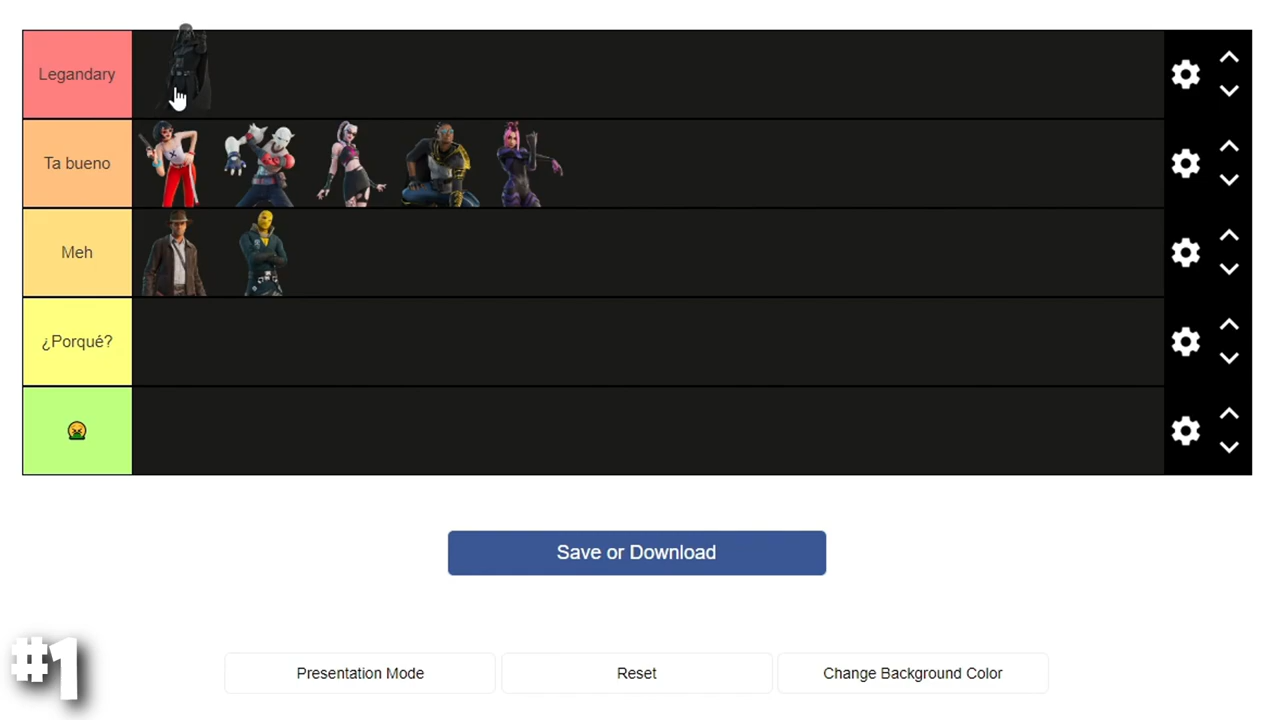 Legandary
Ta bueno
Meh
¿Porqué?
Save or Download
Presentation Mode
Reset
Change Background Color
#1